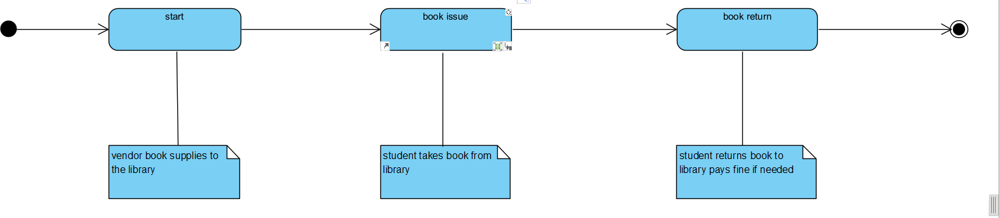 start
book issue
book return
vendor book supplies to
the library
student takes book from
library
student returns book to
library pays fine if needed